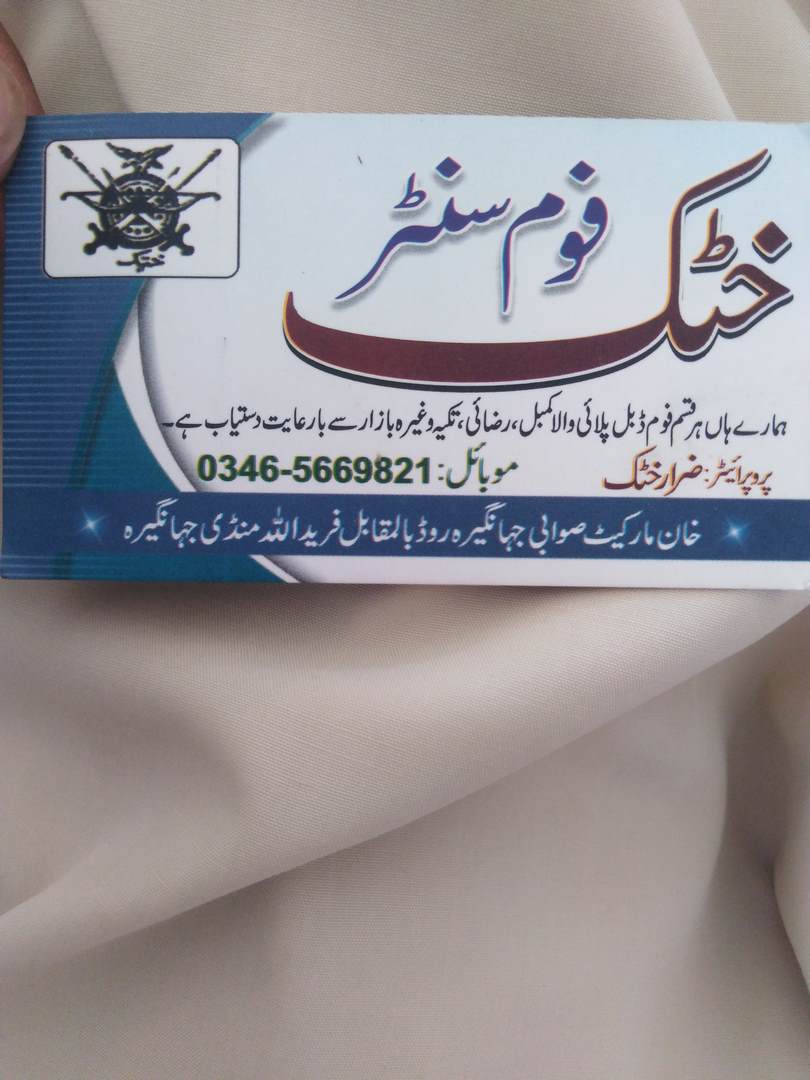 خٹک فوم سنٹر
خٹک
ہمارے ہاں ہر قسم فوم ڈبل پلائی والا کمبل، رضائی، تکیہ وغیرہ بازار سے بارعایت دستیاب ہے۔
پروپرائیٹر: ضرار خٹک موبائل: 0346-5669821
خان مارکیٹ صوابی جہانگیرہ روڈ بالمقابل فرید اللہ منڈی جہانگیرہ